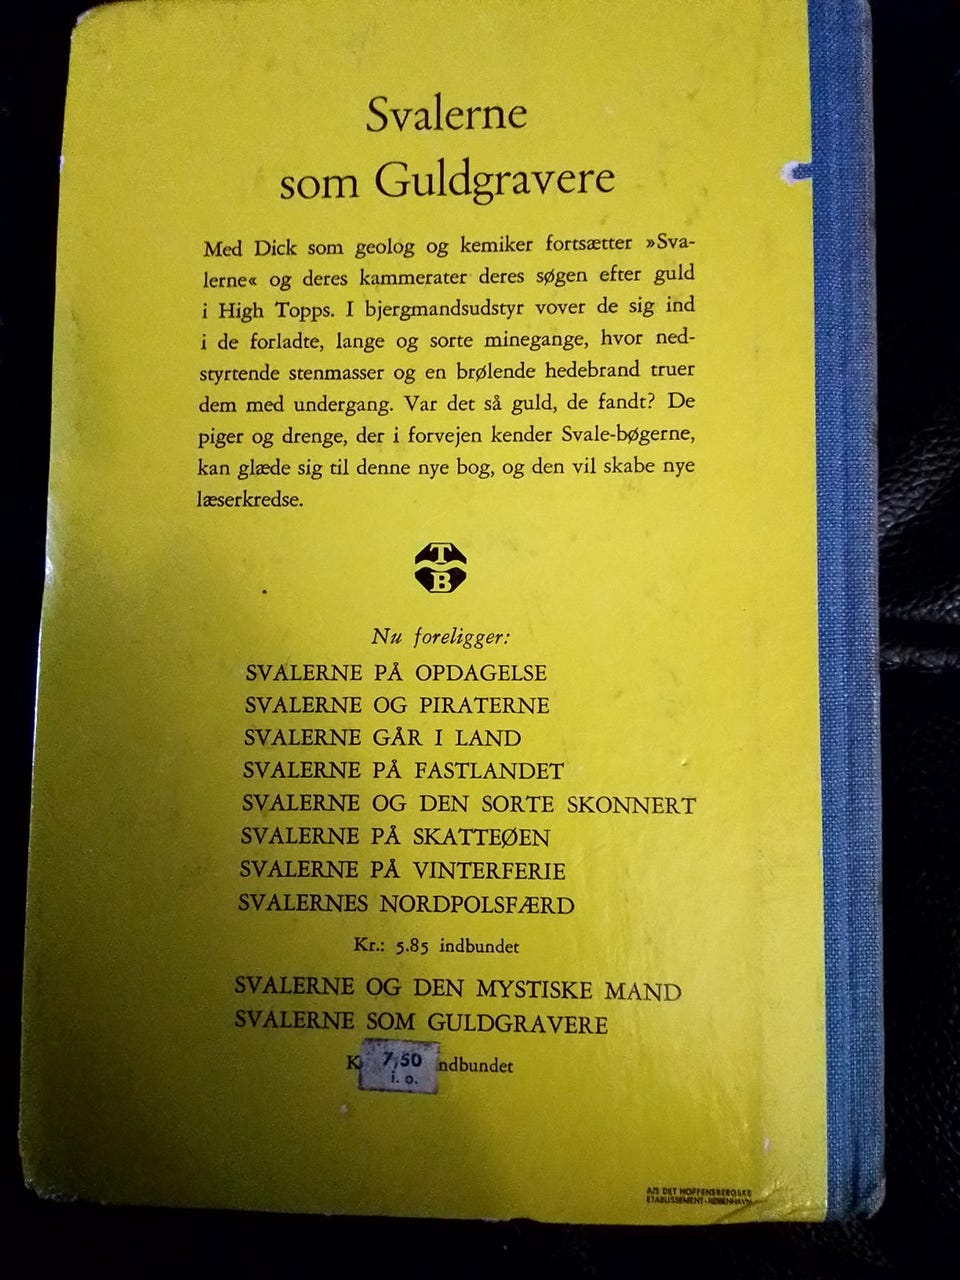 Svalerne
som Guldgravere
Med Dick som geolog og kemiker fortsætter »Sva-
lerne« og deres kammerater deres søgen efter guld
i High Topps. I bjergmandsudstyr vover de sig ind
i de forladte, lange og sorte minegange, hvor ned-
styrtende stenmasser og en brølende hedebrand truer
dem med undergang. Var det så guld, de fandt? De
piger og drenge, der i forvejen kender Svale-bøgerne,
kan glæde sig til denne nye bog, og den vil skabe nye
læserkredse.
T
B
Nu foreligger:
SVALERNE PÅ OPDAGELSE
SVALERNE OG PIRATERNE
SVALERNE GÅR I LAND
SVALERNE PÅ FASTLANDET
SVALERNE OG DEN SORTE SKONNERT
SVALERNE PÅ SKATTEØEN
SVALERNE PÅ VINTERFERIE
SVALERNES NORDPOLSFÆRD
Kr.: 5.85 indbundet
SVALERNE OG DEN MYSTISKE MAND
SVALERNE SOM GULDGRAVERE
K 7,50 ndbundet
i. o.
A/S DET HOFFENSBERGSKE
ETABLISSEMENT - KØBENHAVN